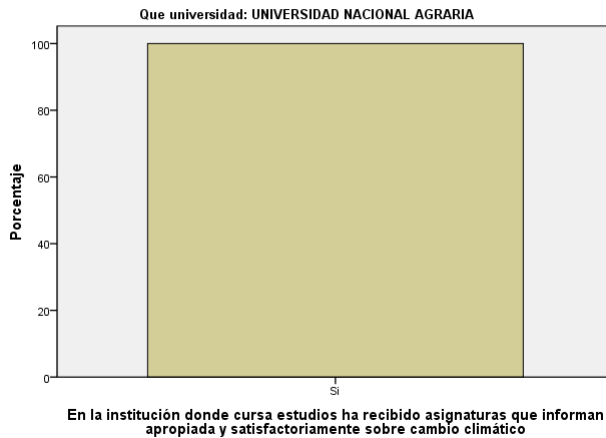 Que universidad: UNIVERSIDAD NACIONAL AGRARIA
100
80
60
40
20
0
Porcentaje
Si
En la institución donde cursa estudios ha recibido asignaturas que informan
apropiada y satisfactoriamente sobre cambio climático